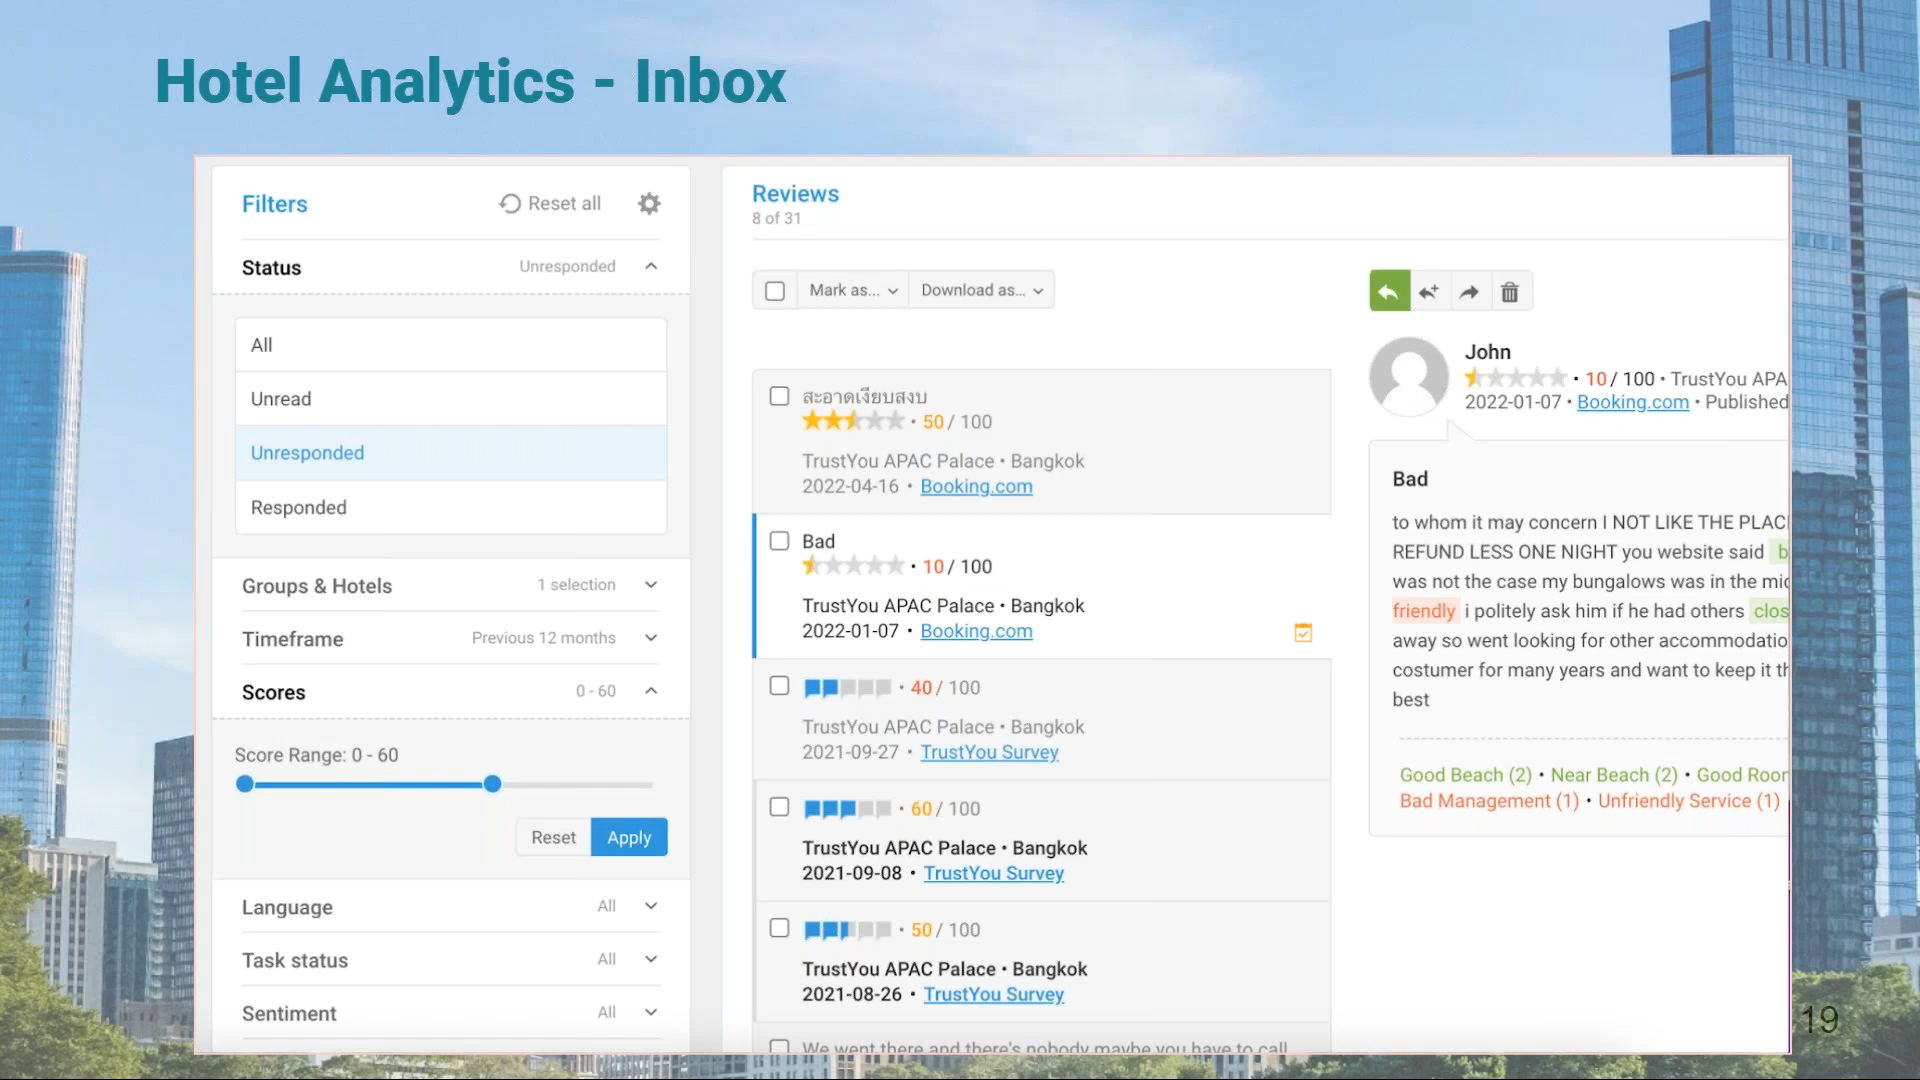 Hotel Analytics - Inbox
Filters
Reset all
Status
Unresponded
All
Unread
Unresponded
Responded
Groups & Hotels
1 selection
Timeframe
Previous 12 months
Scores
0 - 60
Score Range: 0 - 60
Reset
Apply
Language
All
Task status
All
Sentiment
All
Reviews
8 of 31
Mark as...
Download as...
สะอาดเงียบสงบ
• 50 / 100
TrustYou APAC Palace • Bangkok
2022-04-16 • Booking.com
Bad
• 10 / 100
TrustYou APAC Palace • Bangkok
2022-01-07 • Booking.com
• 40 / 100
TrustYou APAC Palace • Bangkok
2021-09-27 • TrustYou Survey
• 60 / 100
TrustYou APAC Palace • Bangkok
2021-09-08 • TrustYou Survey
• 50 / 100
TrustYou APAC Palace • Bangkok
2021-08-26 • TrustYou Survey
We went there and there's nobody maybe you have to call
John
• 10 / 100 • TrustYou APA
2022-01-07 • Booking.com • Published
Bad
to whom it may concern I NOT LIKE THE PLAC
REFUND LESS ONE NIGHT you website said b
was not the case my bungalows was in the mi
friendly i politely ask him if he had others clos
away so went looking for other accommodatio
costumer for many years and want to keep it th
best
Good Beach (2) • Near Beach (2) • Good Roo
Bad Management (1) • Unfriendly Service (1)
19